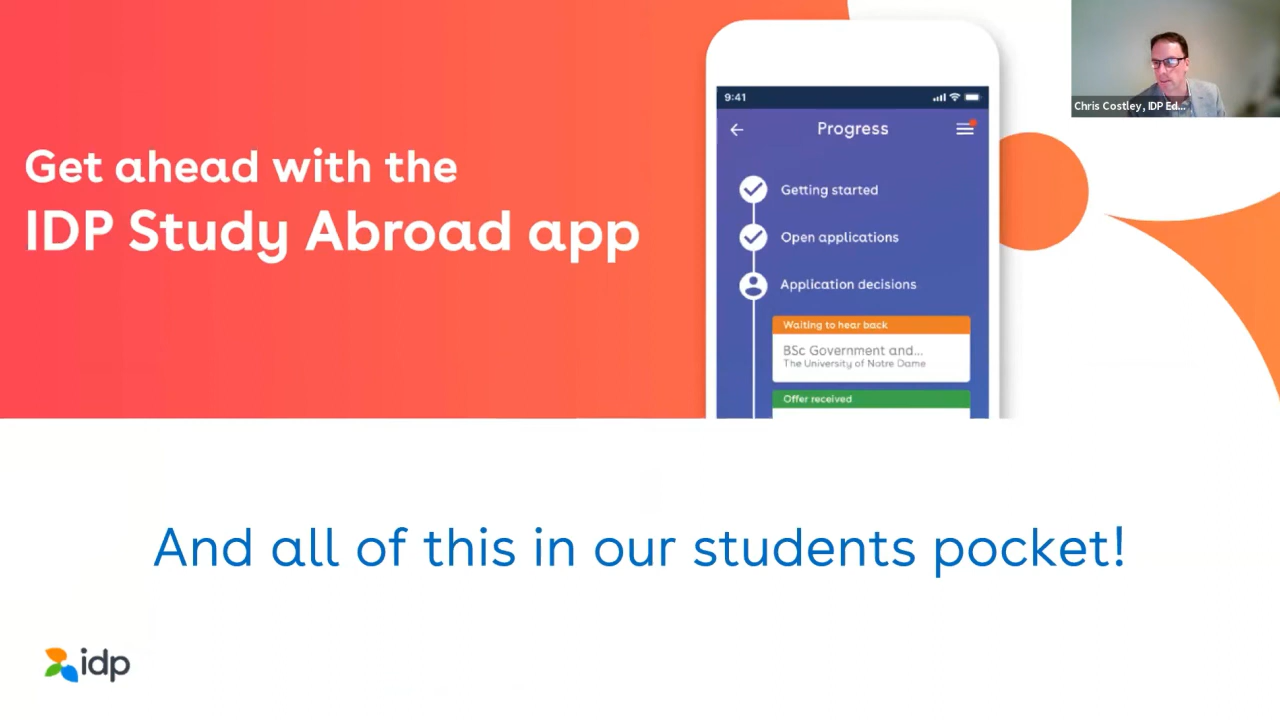 Get ahead with the
IDP Study Abroad app
9:41
Progress
Getting started
Open applications
Application decisions
Waiting to hear back
BSc Government and...
The University of Notre Dame
Offer received
Chris Costley, IDP Ed...
And all of this in our students pocket!
idp